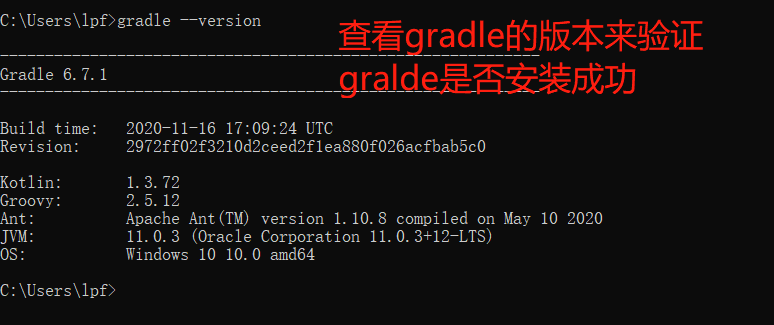 C:\Users\lpf>gradle --version
查看gradle的版本来验证
gralde是否安装成功
------------------------------------------------------------
Gradle 6.7.1
------------------------------------------------------------
Build time:   2020-11-16 17:09:24 UTC
Revision:     2972ff02f3210d2ceed2f1ea880f026acfbab5c0
Kotlin:       1.3.72
Groovy:       2.5.12
Ant:          Apache Ant(TM) version 1.10.8 compiled on May 10 2020
JVM:          11.0.3 (Oracle Corporation 11.0.3+12-LTS)
OS:           Windows 10 10.0 amd64
C:\Users\lpf>